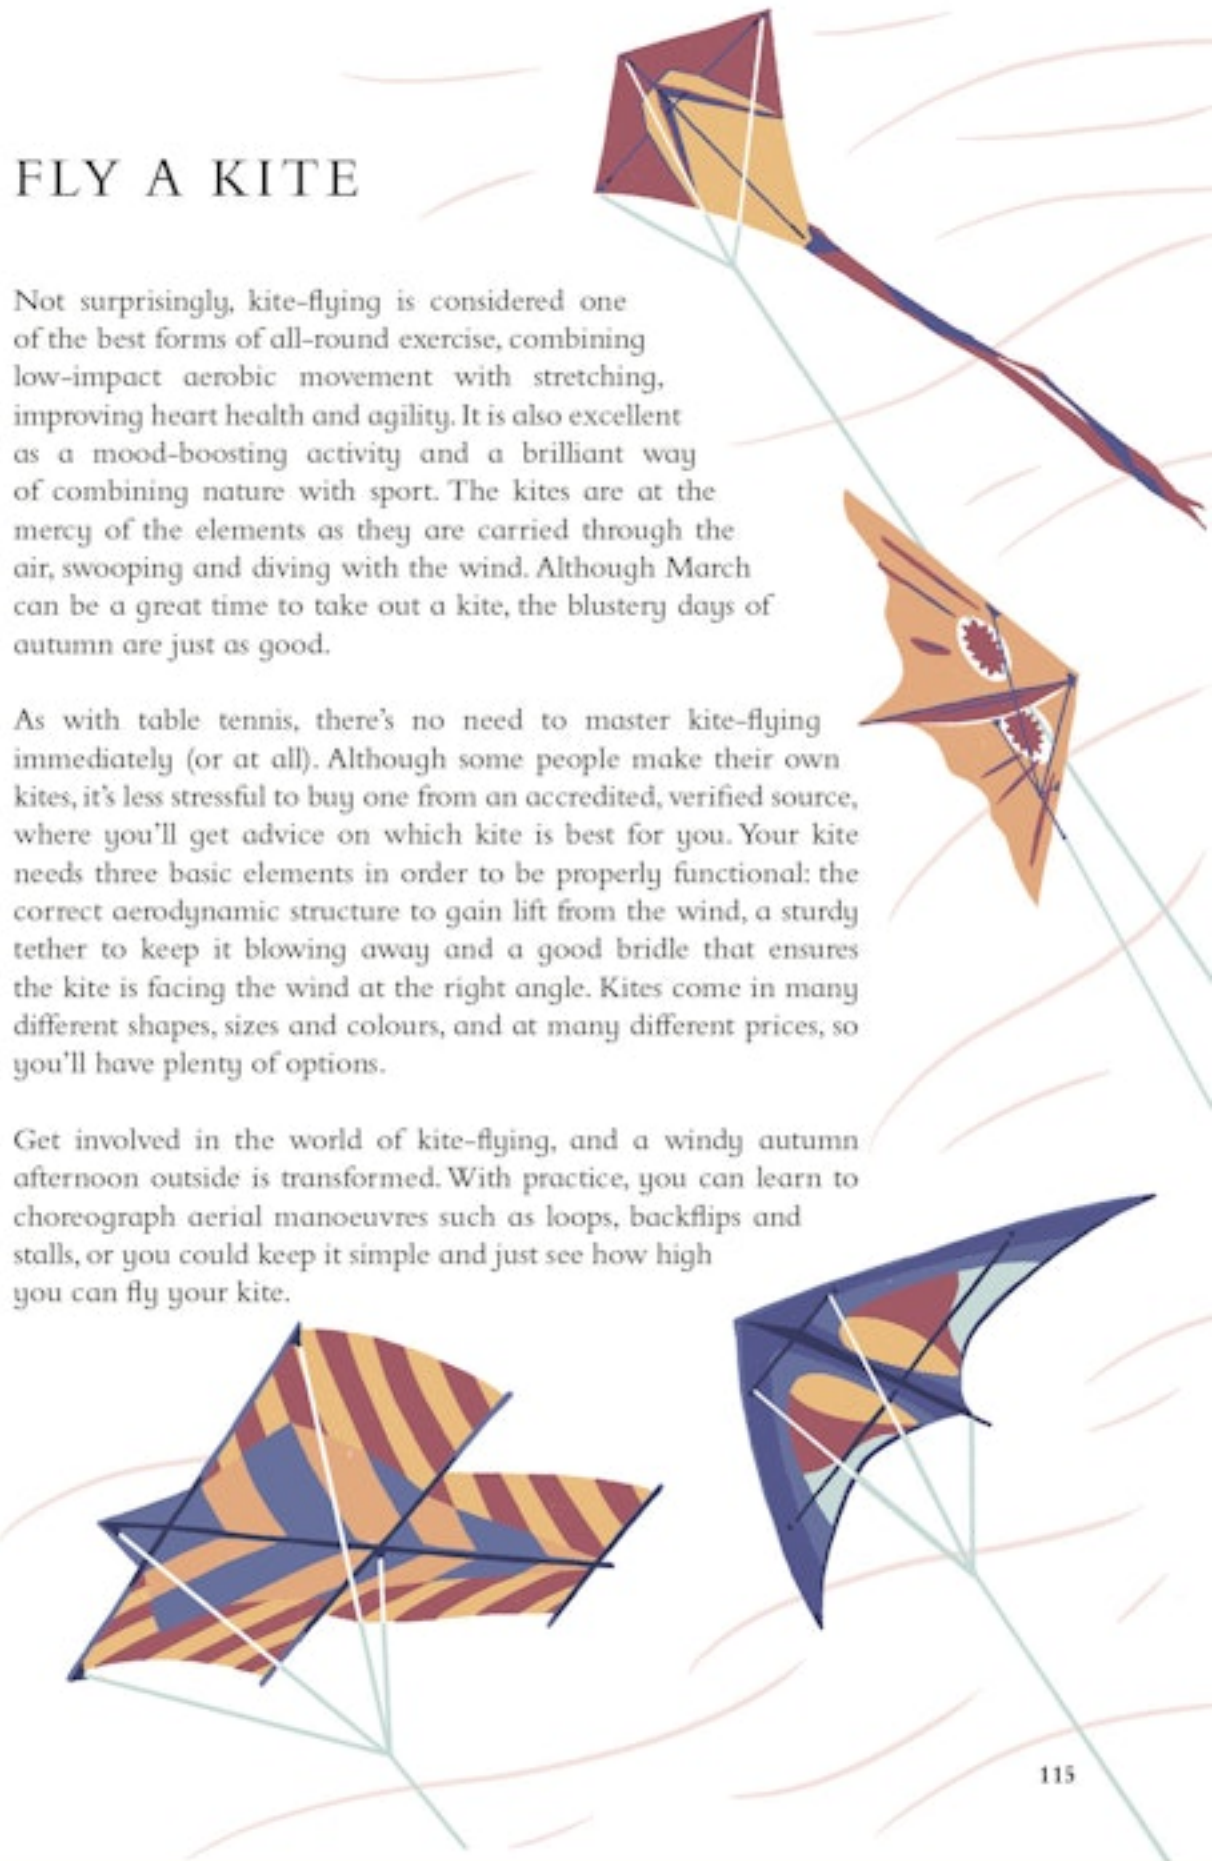 FLY A KITE
Not surprisingly, kite-flying is considered one
of the best forms of all-round exercise, combining
low-impact aerobic movement with stretching,
improving heart health and agility. It is also excellent
as a mood-boosting activity and a brilliant way
of combining nature with sport. The kites are at the
mercy of the elements as they are carried through the
air, swooping and diving with the wind. Although March
can be a great time to take out a kite, the blustery days of
autumn are just as good.
As with table tennis, there's no need to master kite-flying
immediately (or at all). Although some people make their own
kites, it's less stressful to buy one from an accredited, verified source,
where you'll get advice on which kite is best for you. Your kite
needs three basic elements in order to be properly functional: the
correct aerodynamic structure to gain lift from the wind, a sturdy
tether to keep it blowing away and a good bridle that ensures
the kite is facing the wind at the right angle. Kites come in many
different shapes, sizes and colours, and at many different prices, so
you'll have plenty of options.
Get involved in the world of kite-flying, and a windy autumn
afternoon outside is transformed. With practice, you can learn to
choreograph aerial manoeuvres such as loops, backflips and
stalls, or you could keep it simple and just see how high
you can fly your kite.
115